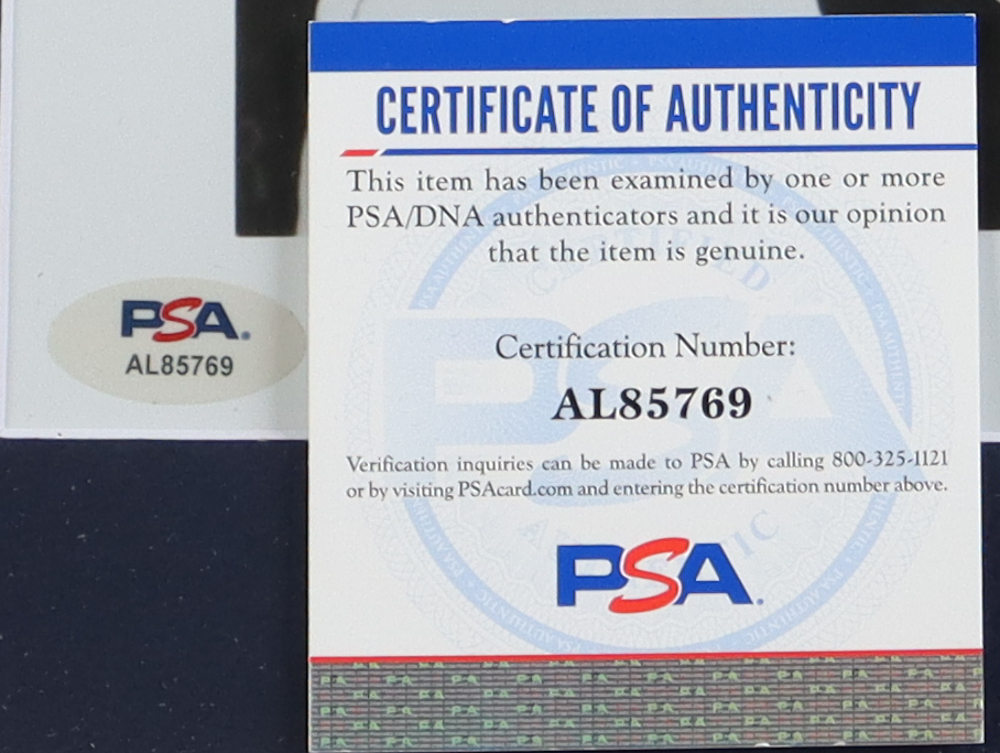 CERTIFICATE OF AUTHENTICITY
This item has been examined by one or more
PSA/DNA authenticators and it is our opinion
that the item is genuine.
Certification Number:
AL85769
Verification inquiries can be made to PSA by calling 800-325-1121
or by visiting PSAcard.com and entering the certification number above.
PSA.
PSA.
AL85769